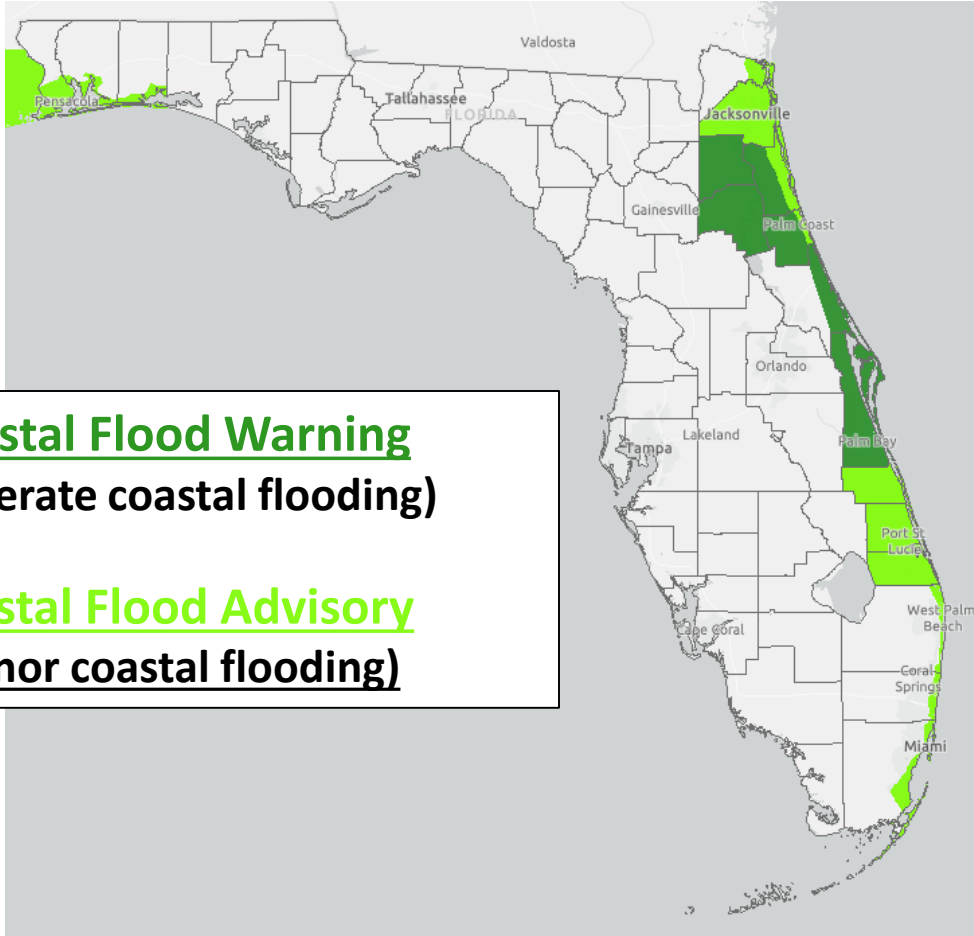 Valdosta
Pensacola
Tallahassee
FLORIDA
Jacksonville
Gainesville
Palm Coast
Orlando
stal Flood Warning
erate coastal flooding)
Lakeland
Palm Bay
Tampa
Port St
Lucie
stal Flood Advisory
nor coastal flooding)
West Palm
Beach
Cape Coral
Coral
Springs
Miami